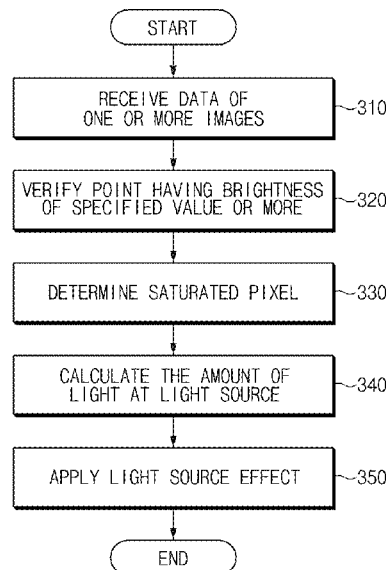 START
RECEIVE DATA OF
ONE OR MORE IMAGES
310
VERIFY POINT HAVING BRIGHTNESS
OF SPECIFIED VALUE OR MORE
320
DETERMINE SATURATED PIXEL
330
CALCULATE THE AMOUNT OF
LIGHT AT LIGHT SOURCE
340
APPLY LIGHT SOURCE EFFECT
350
END